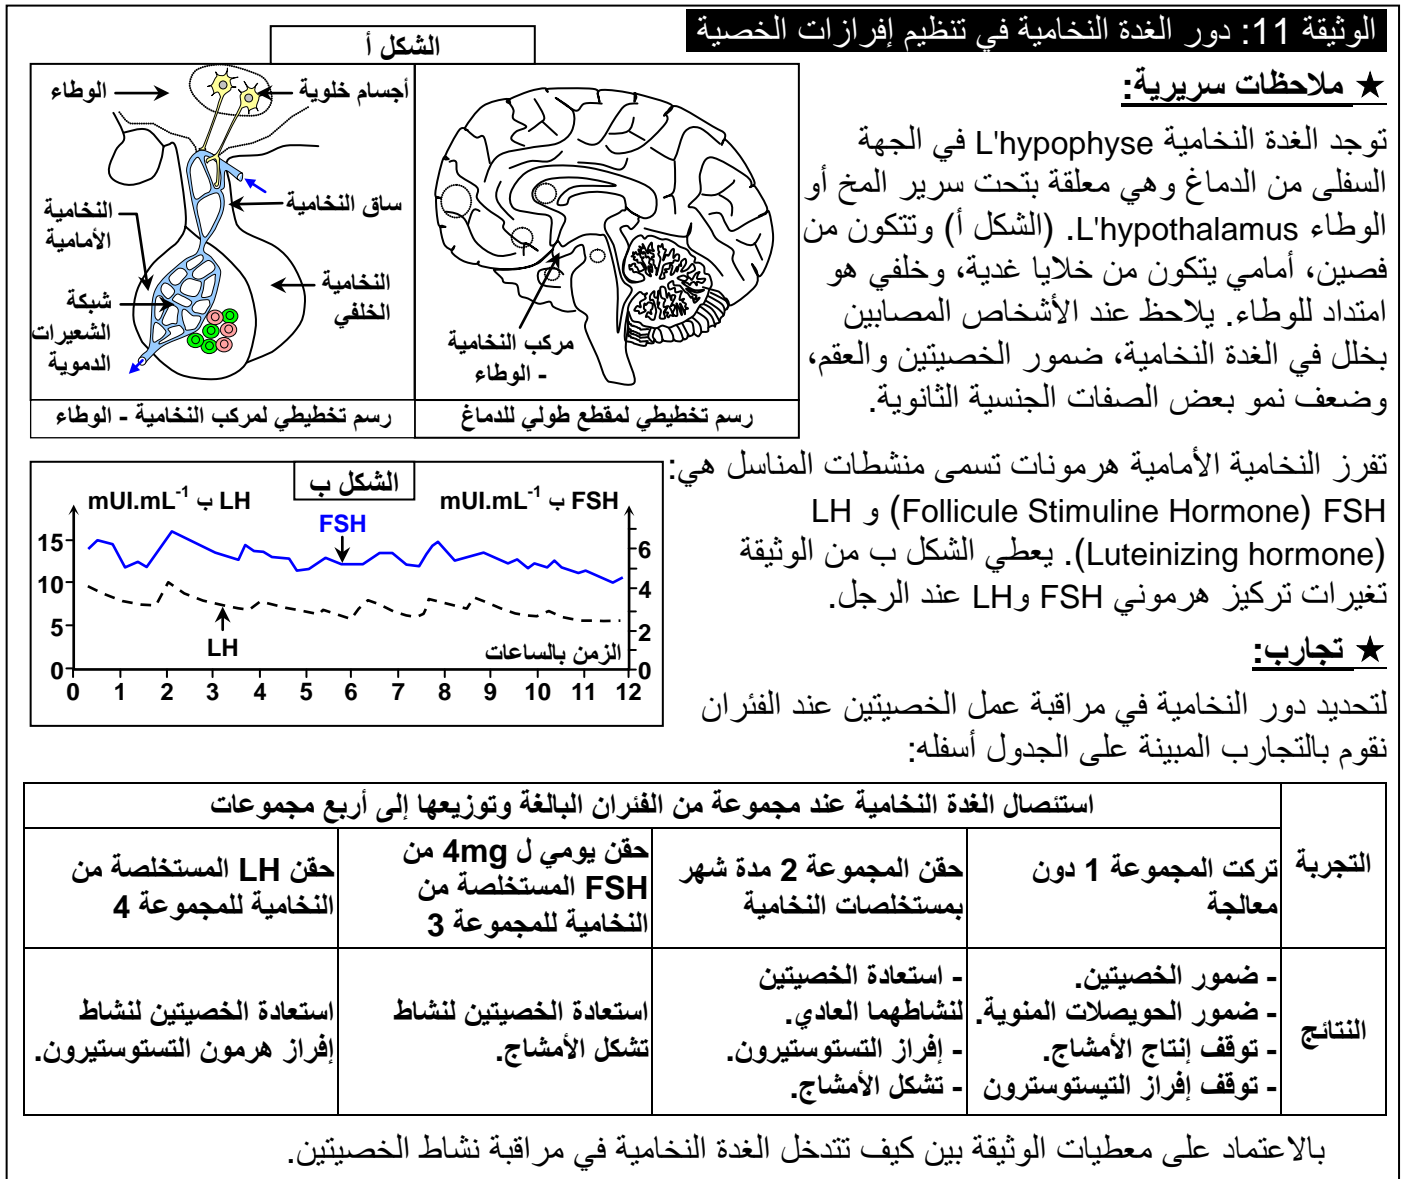 الوثيقة 11: دور الغدة النخامية في تنظيم إفرازات الخصية
★ ملاحظات سريرية:
توجد الغدة النخامية L'hypophyse في الجهة
السفلى من الدماغ وهي معلقة بتحت سرير المخ أو
الوطاء L'hypothalamus. (الشكل أ) وتتكون من
فصين، أمامي يتكون من خلايا غدية، وخلفي هو
امتداد للوطاء. يلاحظ عند الأشخاص المصابين
بخلل في الغدة النخامية، ضمور الخصيتين والعقم،
وضعف نمو بعض الصفات الجنسية الثانوية.
الشكل أ
أجسام خلوية
الوطاء
ساق النخامية
النخامية
الأمامية
النخامية
الخلفي
شبكة
الشعيرات
الدموية
رسم تخطيطي لمركب النخامية - الوطاء
مركب النخامية
- الوطاء
رسم تخطيطي لمقطع طولي للدماغ
تفرز النخامية الأمامية هرمونات تسمى منشطات المناسل هي:
FSH (Follicule Stimuline Hormone) و LH
(Luteinizing hormone). يعطي الشكل ب من الوثيقة
تغيرات تركيز هرموني FSH وLH عند الرجل.
الشكل ب
LH ب mUI.mL-1
FSH ب mUI.mL-1
FSH
LH
15
10
5
0
6
4
2
0
الزمن بالساعات
0 1 2 3 4 5 6 7 8 9 10 11 12
★ تجارب:
لتحديد دور النخامية في مراقبة عمل الخصيتين عند الفئران
نقوم بالتجارب المبينة على الجدول أسفله:
التجربة
استئصال الغدة النخامية عند مجموعة من الفئران البالغة وتوزيعها إلى أربع مجموعات
تركت المجموعة 1 دون
معالجة
حقن المجموعة 2 مدة شهر
بمستخلصات النخامية
حقن يومي ل 4mg من
FSH المستخلصة من
النخامية للمجموعة 3
حقن LH المستخلصة من
النخامية للمجموعة 4
النتائج
- ضمور الخصيتين.
- ضمور الحويصلات المنوية.
- توقف إنتاج الأمشاج.
- توقف إفراز التيستوسترون
- استعادة الخصيتين
لنشاطهما العادي.
- إفراز التستوستيرون.
- تشكل الأمشاج.
استعادة الخصيتين لنشاط
تشكل الأمشاج.
استعادة الخصيتين لنشاط
إفراز هرمون التستوستيرون.
بالاعتماد على معطيات الوثيقة بين كيف تتدخل الغدة النخامية في مراقبة نشاط الخصيتين.